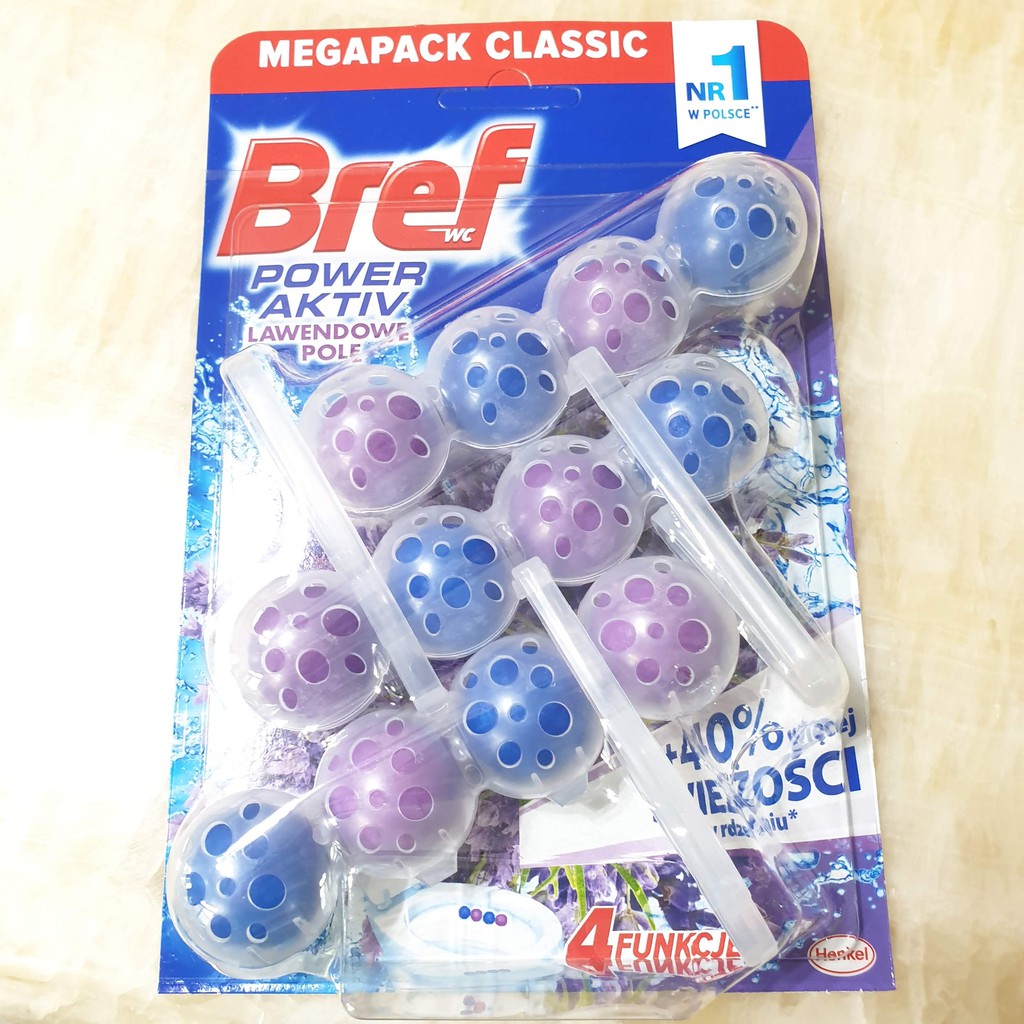 MEGAPACK CLASSIC
NR 1
W POLSCE**
Bref
WC
POWER
AKTIV
LAWENDOWE
POLE
+40%
4 FUNKCJE
Henkel